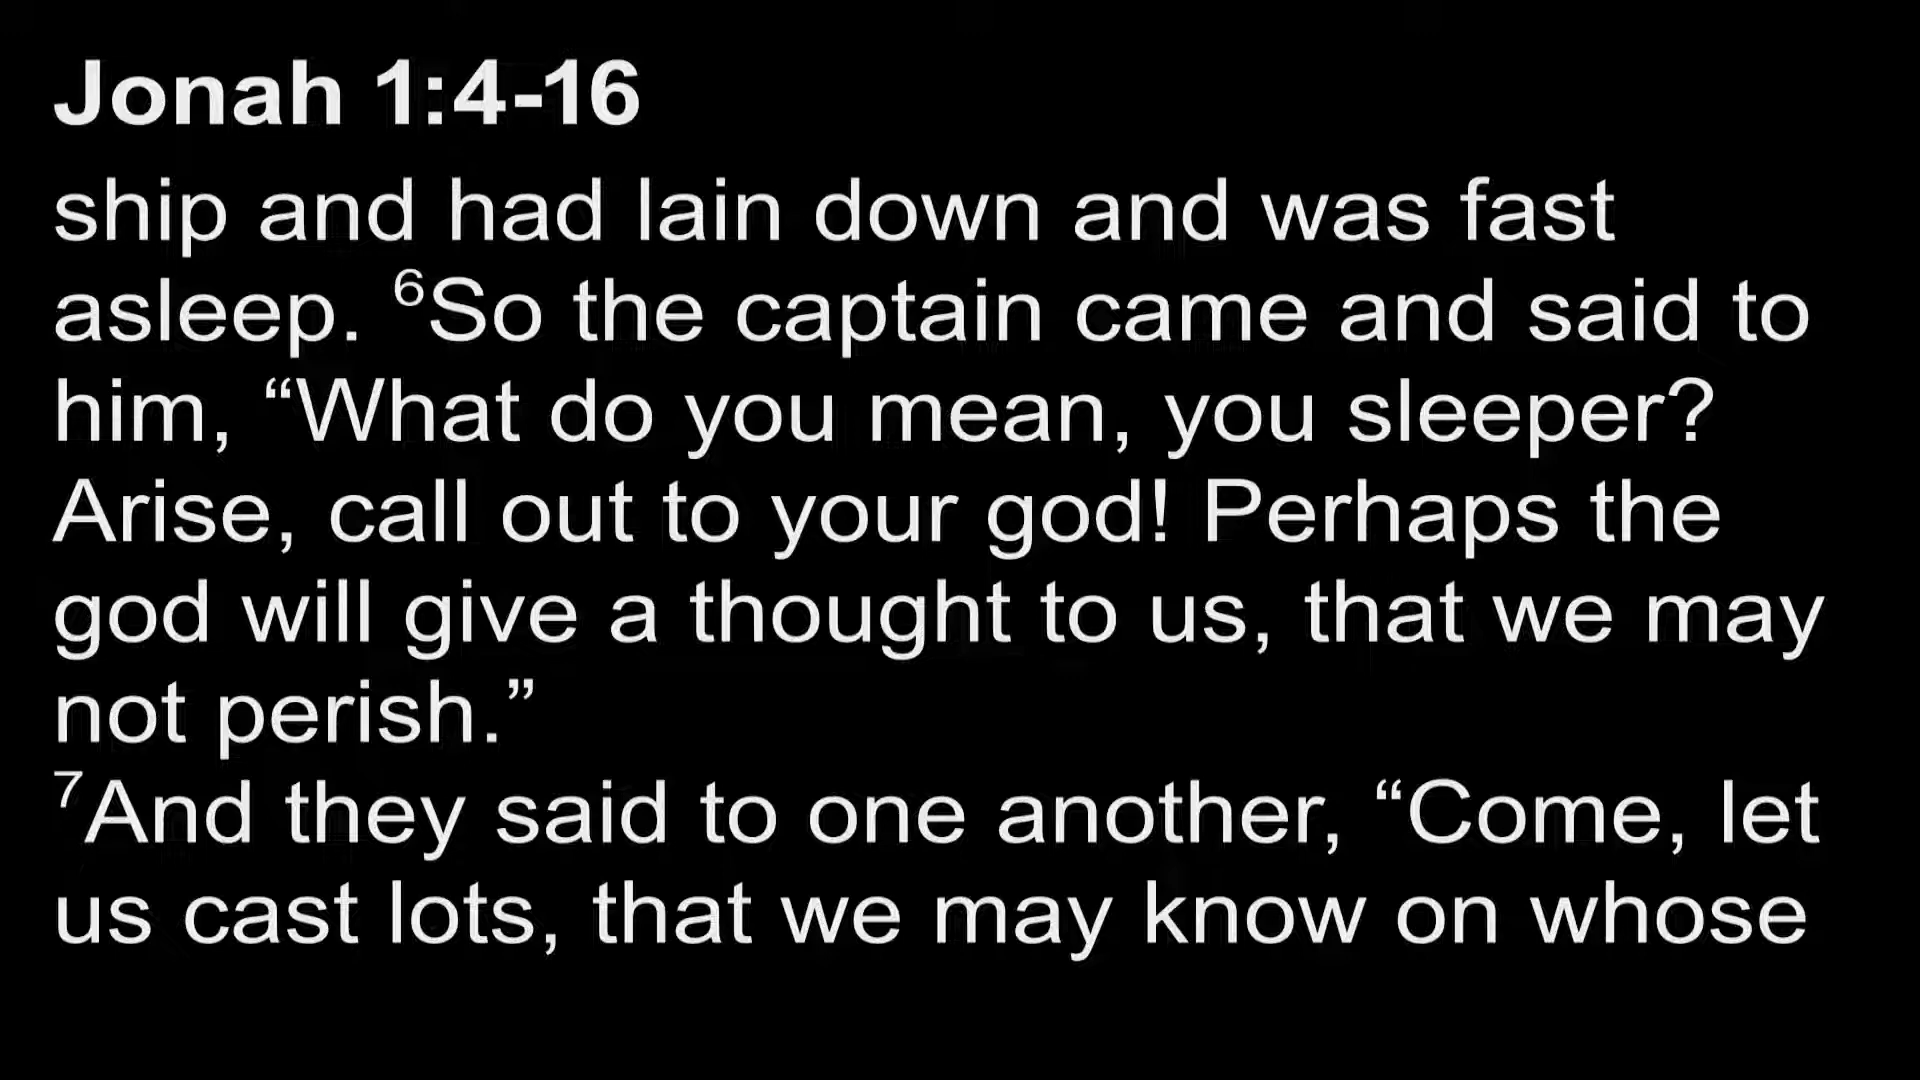 Jonah 1:4-16
ship and had lain down and was fast
asleep. ⁶So the captain came and said to
him, “What do you mean, you sleeper?
Arise, call out to your god! Perhaps the
god will give a thought to us, that we may
not perish.”
⁷And they said to one another, “Come, let
us cast lots, that we may know on whose